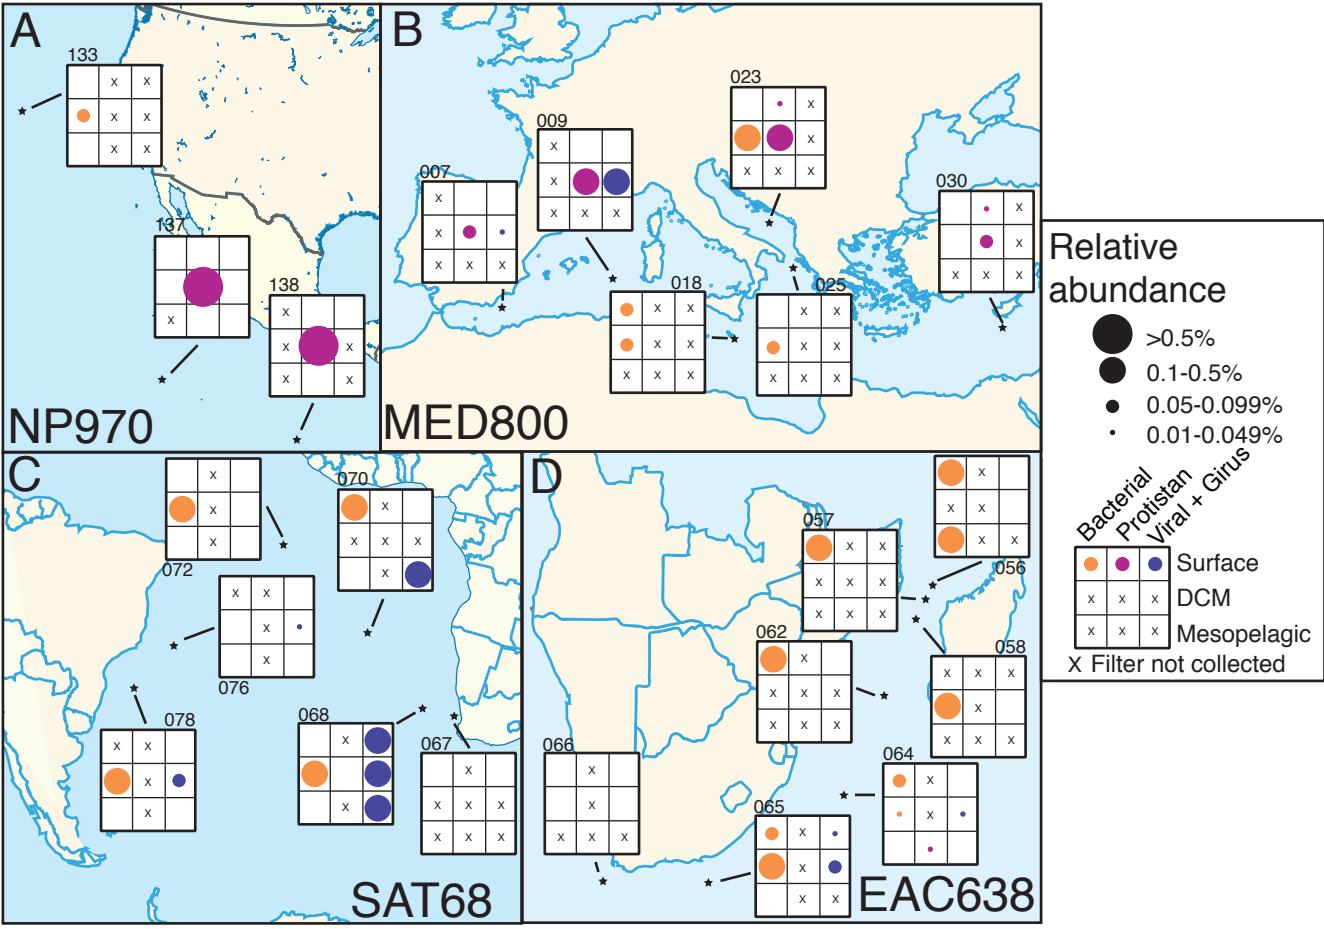 A
133
x x
x x
x x
137
x
138
x
x x
x x
NP970
B
007
x
x
x x x
009
x
x
x x x
023
x
x
x x x
030
x
x
x x x
018
x x
x x
x x x
025
x x
x x
x x x
MED800
C
x
x
x
072
070
x
x x x
x
x x
x
x
076
078
x x
x
x
068
x
x
067
x
x x x
x x x
SAT68
D
x
x x
x
056
057
x x
x x x
x x x
062
x
x x x
x x x
058
x x x
x
x x x
066
x
x
x x x
064
x
x
065
x
x
x x
EAC638
Relative
abundance
>0.5%
0.1-0.5%
0.05-0.099%
0.01-0.049%
Bacterial
Protistan
Viral + Girus
Surface
x x x DCM
x x x Mesopelagic
X Filter not collected